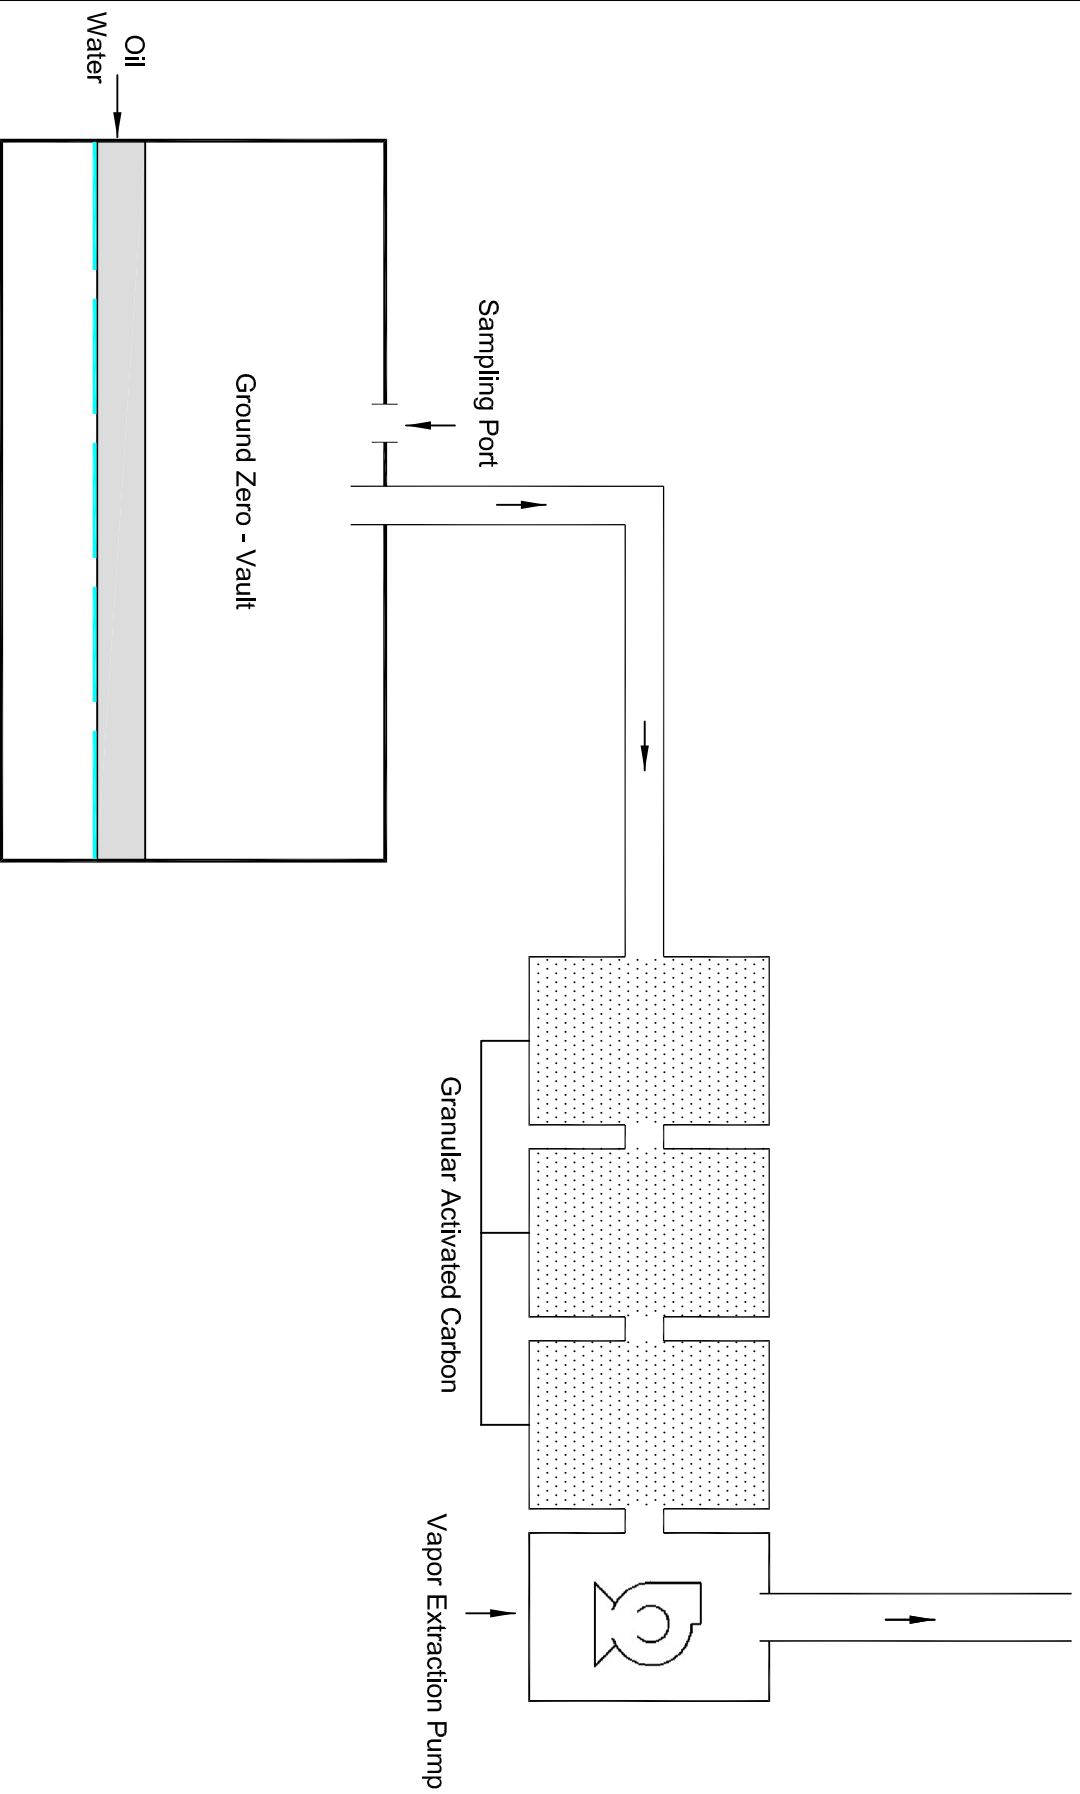 Sampling Port
Granular Activated Carbon
Vapor Extraction Pump
Ground Zero - Vault
Oil
Water